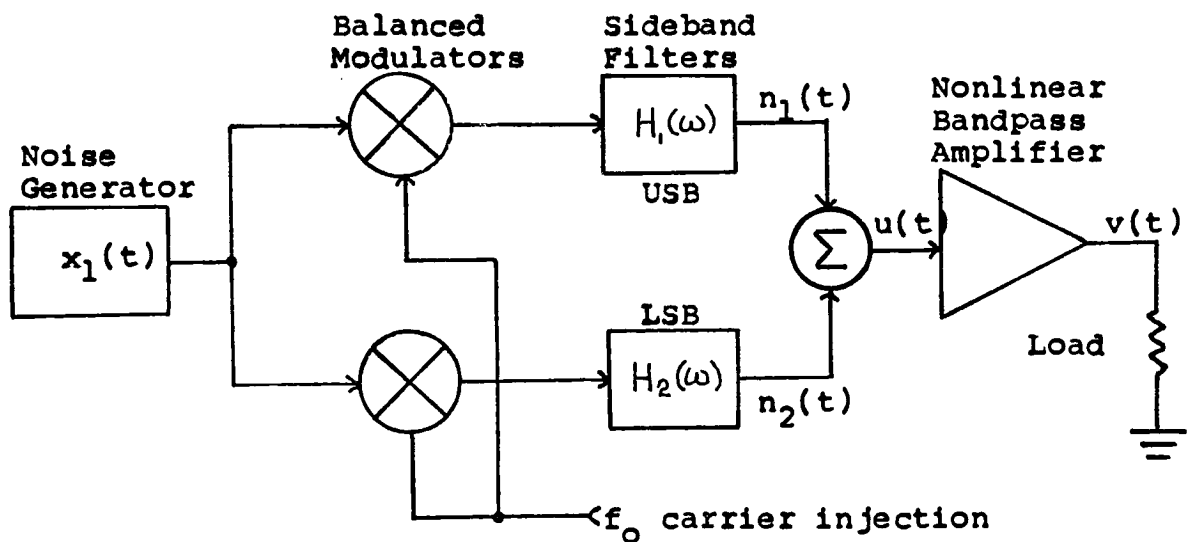 Balanced
Modulators
Sideband
Filters
Nonlinear
Bandpass
Amplifier
Noise
Generator
x₁(t)
H₁(ω)
n₁(t)
USB
Σ
u(t)
v(t)
LSB
H₂(ω)
n₂(t)
Load
f₀ carrier injection